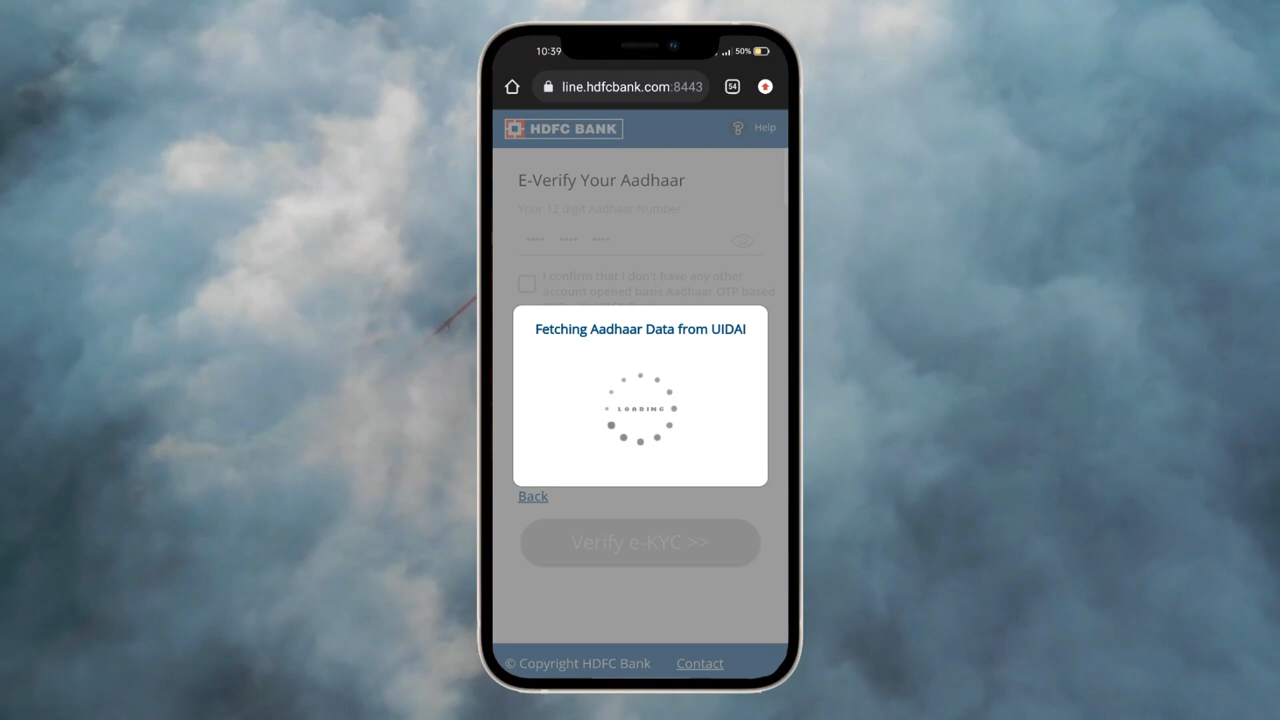 10:39
50%
line.hdfcbank.com:8443
54
HDFC BANK
Help
E-Verify Your Aadhaar
Your 12 digit Aadhaar Number
I confirm that I don't have any other
account opened basis Aadhaar OTP based
Fetching Aadhaar Data from UIDAI
LOADING
Back
Verify e-KYC >>
© Copyright HDFC Bank
Contact